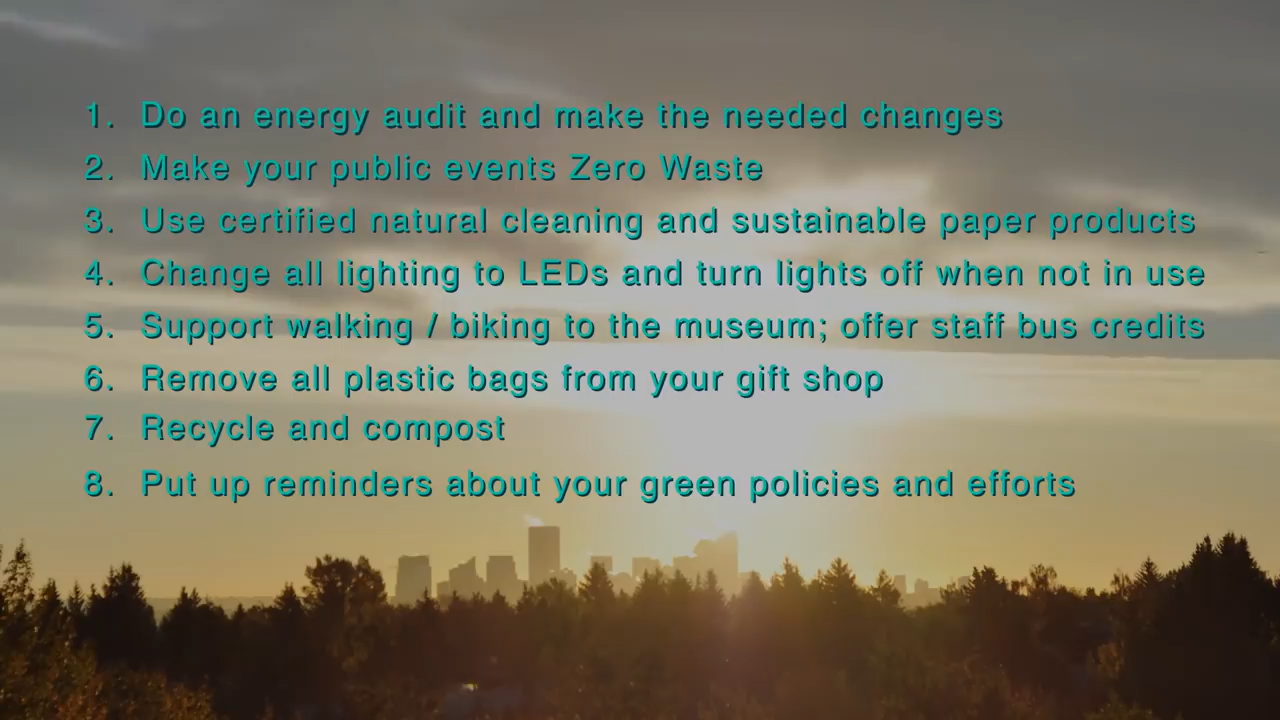 1. Do an energy audit and make the needed changes
2. Make your public events Zero Waste
3. Use certified natural cleaning and sustainable paper products
4. Change all lighting to LEDs and turn lights off when not in use
5. Support walking / biking to the museum; offer staff bus credits
6. Remove all plastic bags from your gift shop
7. Recycle and compost
8. Put up reminders about your green policies and efforts